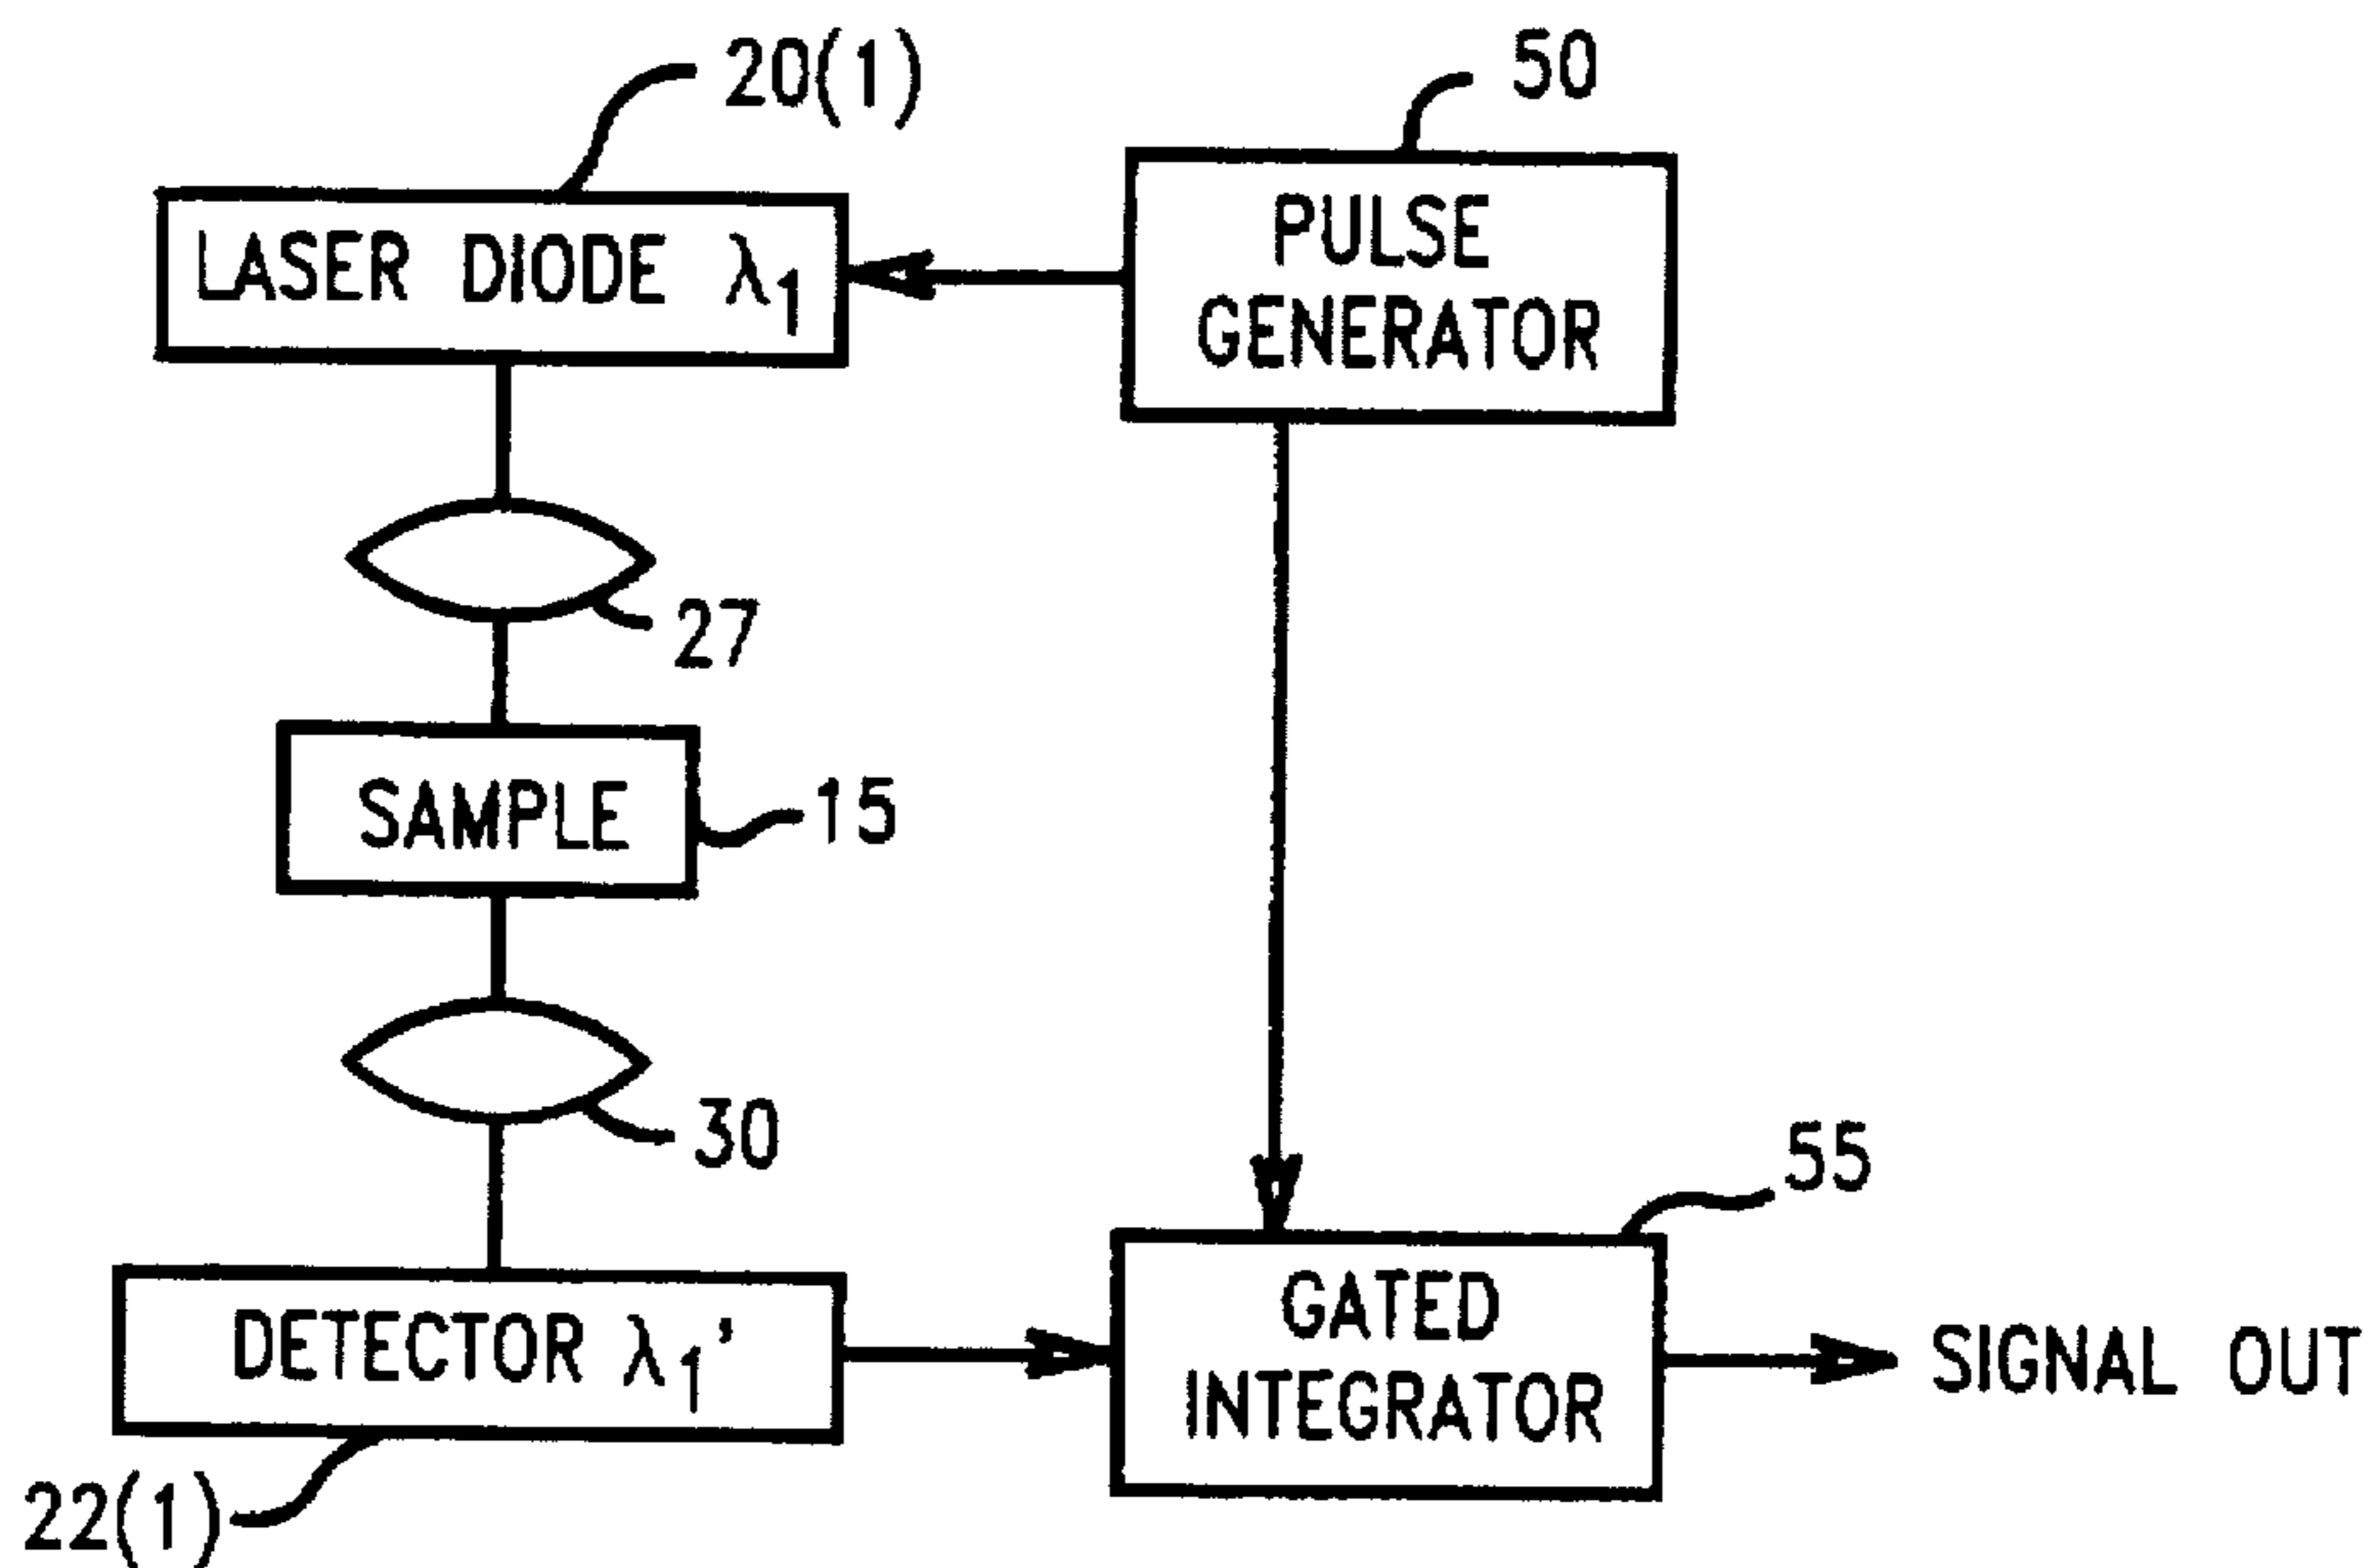 20(1)
50
LASER DIODE λ1
PULSE
GENERATOR
27
SAMPLE
15
30
55
DETECTOR λ1'
GATED
INTEGRATOR
SIGNAL OUT
22(1)